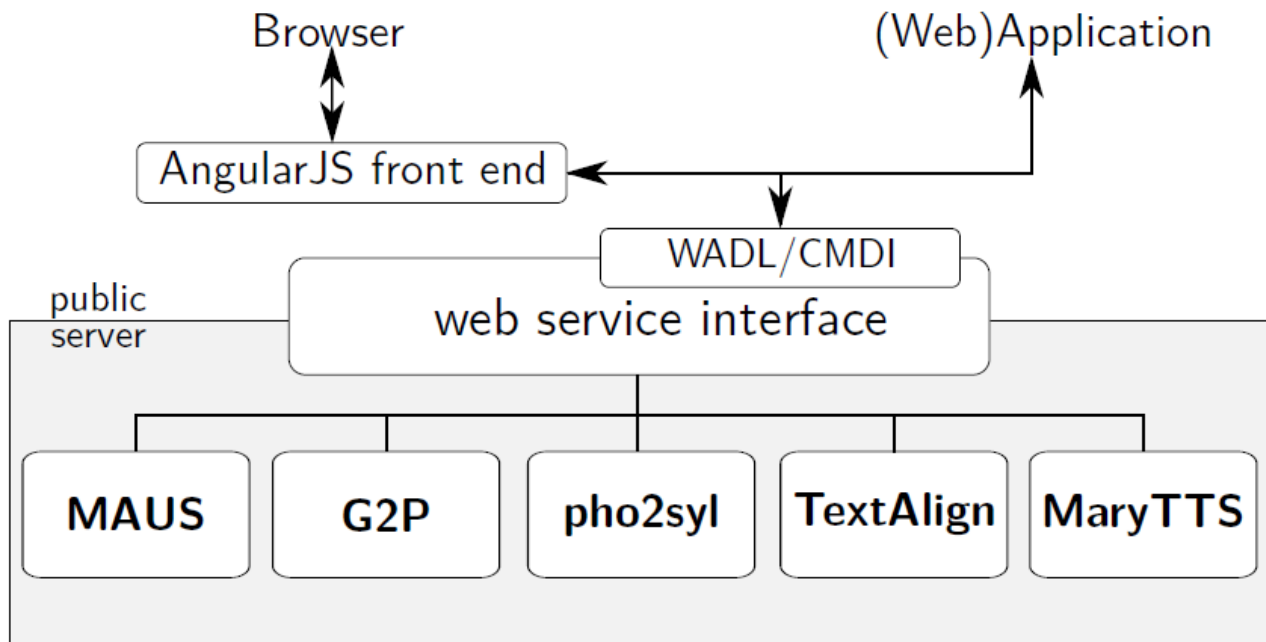 Browser
(Web)Application
AngularJS front end
WADL/CMDI
public
server
web service interface
MAUS
G2P
pho2syl
TextAlign
MaryTTS